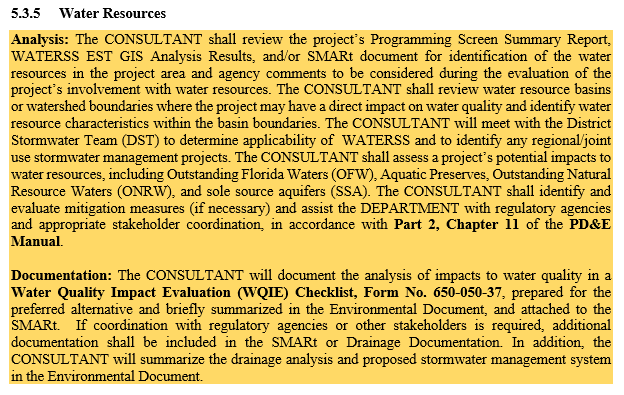 5.3.5 Water Resources
Analysis: The CONSULTANT shall review the project's Programming Screen Summary Report,
WATERSS EST GIS Analysis Results, and/or SMARt document for identification of the water
resources in the project area and agency comments to be considered during the evaluation of the
project's involvement with water resources. The CONSULTANT shall review water resource basins
or watershed boundaries where the project may have a direct impact on water quality and identify water
resource characteristics within the basin boundaries. The CONSULTANT will meet with the District
Stormwater Team (DST) to determine applicability of WATERSS and to identify any regional/joint
use stormwater management projects. The CONSULTANT shall assess a project's potential impacts to
water resources, including Outstanding Florida Waters (OFW), Aquatic Preserves, Outstanding Natural
Resource Waters (ONRW), and sole source aquifers (SSA). The CONSULTANT shall identify and
evaluate mitigation measures (if necessary) and assist the DEPARTMENT with regulatory agencies
and appropriate stakeholder coordination, in accordance with Part 2, Chapter 11 of the PD&E
Manual.
Documentation: The CONSULTANT will document the analysis of impacts to water quality in a
Water Quality Impact Evaluation (WQIE) Checklist, Form No. 650-050-37, prepared for the
preferred alternative and briefly summarized in the Environmental Document, and attached to the
SMARt. If coordination with regulatory agencies or other stakeholders is required, additional
documentation shall be included in the SMARt or Drainage Documentation. In addition, the
CONSULTANT will summarize the drainage analysis and proposed stormwater management system
in the Environmental Document.